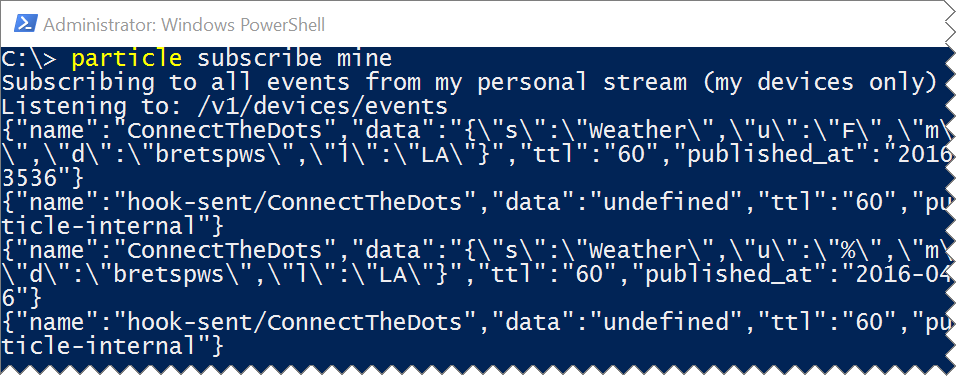 Administrator: Windows PowerShell
C:\> particle subscribe mine
Subscribing to all events from my personal stream (my devices only)
Listening to: /v1/devices/events
{"name":"ConnectTheDots","data":"{\"s\":\"Weather\",\"u\":\"F\",\"m\
\",\"d\":\"bretspws\",\"l\":\"LA\"}","ttl":"60","published_at":"2016
3536"}
{"name":"hook-sent/ConnectTheDots","data":"undefined","ttl":"60","pu
ticle-internal"}
{"name":"ConnectTheDots","data":"{\"s\":\"Weather\",\"u\":\"%\",\"m\
\"d\":\"bretspws\",\"l\":\"LA\"}","ttl":"60","published_at":"2016-04
6"}
{"name":"hook-sent/ConnectTheDots","data":"undefined","ttl":"60","pu
ticle-internal"}